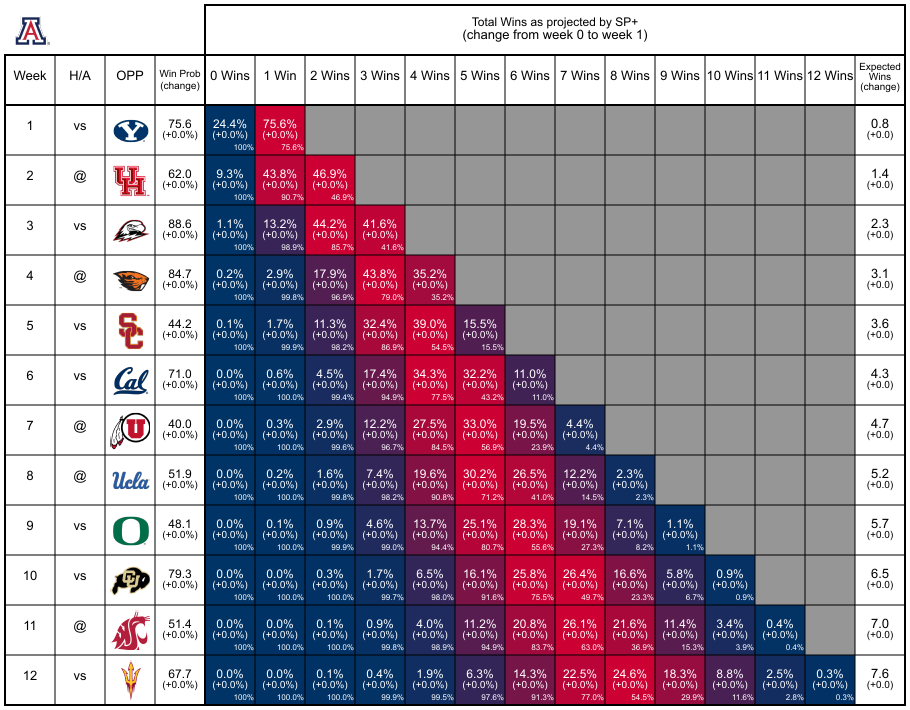 A
Total Wins as projected by SP+
(change from week 0 to week 1)
Week H/A OPP Win Prob (change) 0 Wins 1 Win 2 Wins 3 Wins 4 Wins 5 Wins 6 Wins 7 Wins 8 Wins 9 Wins 10 Wins 11 Wins 12 Wins Expected Wins (change)
1 vs Y 75.6 24.4% 75.6% 0.8
(+0.0%) (+0.0%) (+0.0%) (+0.0)
100% 75.6%
2 @ UH 62.0 9.3% 43.8% 46.9% 1.4
(+0.0%) (+0.0%) (+0.0%) (+0.0%) (+0.0)
100% 90.7% 46.9%
3 vs 88.6 1.1% 13.2% 44.2% 41.6% 2.3
(+0.0%) (+0.0%) (+0.0%) (+0.0%) (+0.0%) (+0.0)
100% 98.9% 85.7% 41.6%
4 @ 84.7 0.2% 2.9% 17.9% 43.8% 35.2% 3.1
(+0.0%) (+0.0%) (+0.0%) (+0.0%) (+0.0%) (+0.0%) (+0.0)
100% 99.8% 96.9% 79.0% 35.2%
5 vs SC 44.2 0.1% 1.7% 11.3% 32.4% 39.0% 15.5% 3.6
(+0.0%) (+0.0%) (+0.0%) (+0.0%) (+0.0%) (+0.0%) (+0.0%) (+0.0)
100% 99.9% 98.2% 86.9% 54.5% 15.5%
6 vs Cal 71.0 0.0% 0.6% 4.5% 17.4% 34.3% 32.2% 11.0% 4.3
(+0.0%) (+0.0%) (+0.0%) (+0.0%) (+0.0%) (+0.0%) (+0.0%) (+0.0%) (+0.0)
100% 100.0% 99.4% 94.9% 77.5% 43.2% 11.0%
7 @ U 40.0 0.0% 0.3% 2.9% 12.2% 27.5% 33.0% 19.5% 4.4% 4.7
(+0.0%) (+0.0%) (+0.0%) (+0.0%) (+0.0%) (+0.0%) (+0.0%) (+0.0%) (+0.0%) (+0.0)
100% 100.0% 99.6% 96.7% 84.5% 56.9% 23.9% 4.4%
8 @ Ucla 51.9 0.0% 0.2% 1.6% 7.4% 19.6% 30.2% 26.5% 12.2% 2.3% 5.2
(+0.0%) (+0.0%) (+0.0%) (+0.0%) (+0.0%) (+0.0%) (+0.0%) (+0.0%) (+0.0%) (+0.0%) (+0.0)
100% 100.0% 99.8% 98.2% 90.8% 71.2% 41.0% 14.5% 2.3%
9 vs O 48.1 0.0% 0.1% 0.9% 4.6% 13.7% 25.1% 28.3% 19.1% 7.1% 1.1% 5.7
(+0.0%) (+0.0%) (+0.0%) (+0.0%) (+0.0%) (+0.0%) (+0.0%) (+0.0%) (+0.0%) (+0.0%) (+0.0%) (+0.0)
100% 100.0% 99.9% 99.0% 94.4% 80.7% 55.6% 27.3% 8.2% 1.1%
10 vs CU 79.3 0.0% 0.0% 0.3% 1.7% 6.5% 16.1% 25.8% 26.4% 16.6% 5.8% 0.9% 6.5
(+0.0%) (+0.0%) (+0.0%) (+0.0%) (+0.0%) (+0.0%) (+0.0%) (+0.0%) (+0.0%) (+0.0%) (+0.0%) (+0.0%) (+0.0)
100% 100.0% 100.0% 99.7% 98.0% 91.6% 75.5% 49.7% 23.3% 6.7% 0.9%
11 @ 51.4 0.0% 0.0% 0.1% 0.9% 4.0% 11.2% 20.8% 26.1% 21.6% 11.4% 3.4% 0.4% 7.0
(+0.0%) (+0.0%) (+0.0%) (+0.0%) (+0.0%) (+0.0%) (+0.0%) (+0.0%) (+0.0%) (+0.0%) (+0.0%) (+0.0%) (+0.0%) (+0.0)
100% 100.0% 100.0% 99.8% 98.9% 94.9% 83.7% 63.0% 36.9% 15.3% 3.9% 0.4%
12 vs 67.7 0.0% 0.0% 0.1% 0.4% 1.9% 6.3% 14.3% 22.5% 24.6% 18.3% 8.8% 2.5% 0.3% 7.6
(+0.0%) (+0.0%) (+0.0%) (+0.0%) (+0.0%) (+0.0%) (+0.0%) (+0.0%) (+0.0%) (+0.0%) (+0.0%) (+0.0%) (+0.0%) (+0.0%) (+0.0)
100% 100.0% 100.0% 99.9% 99.5% 97.6% 91.3% 77.0% 54.5% 29.9% 11.6% 2.8% 0.3%